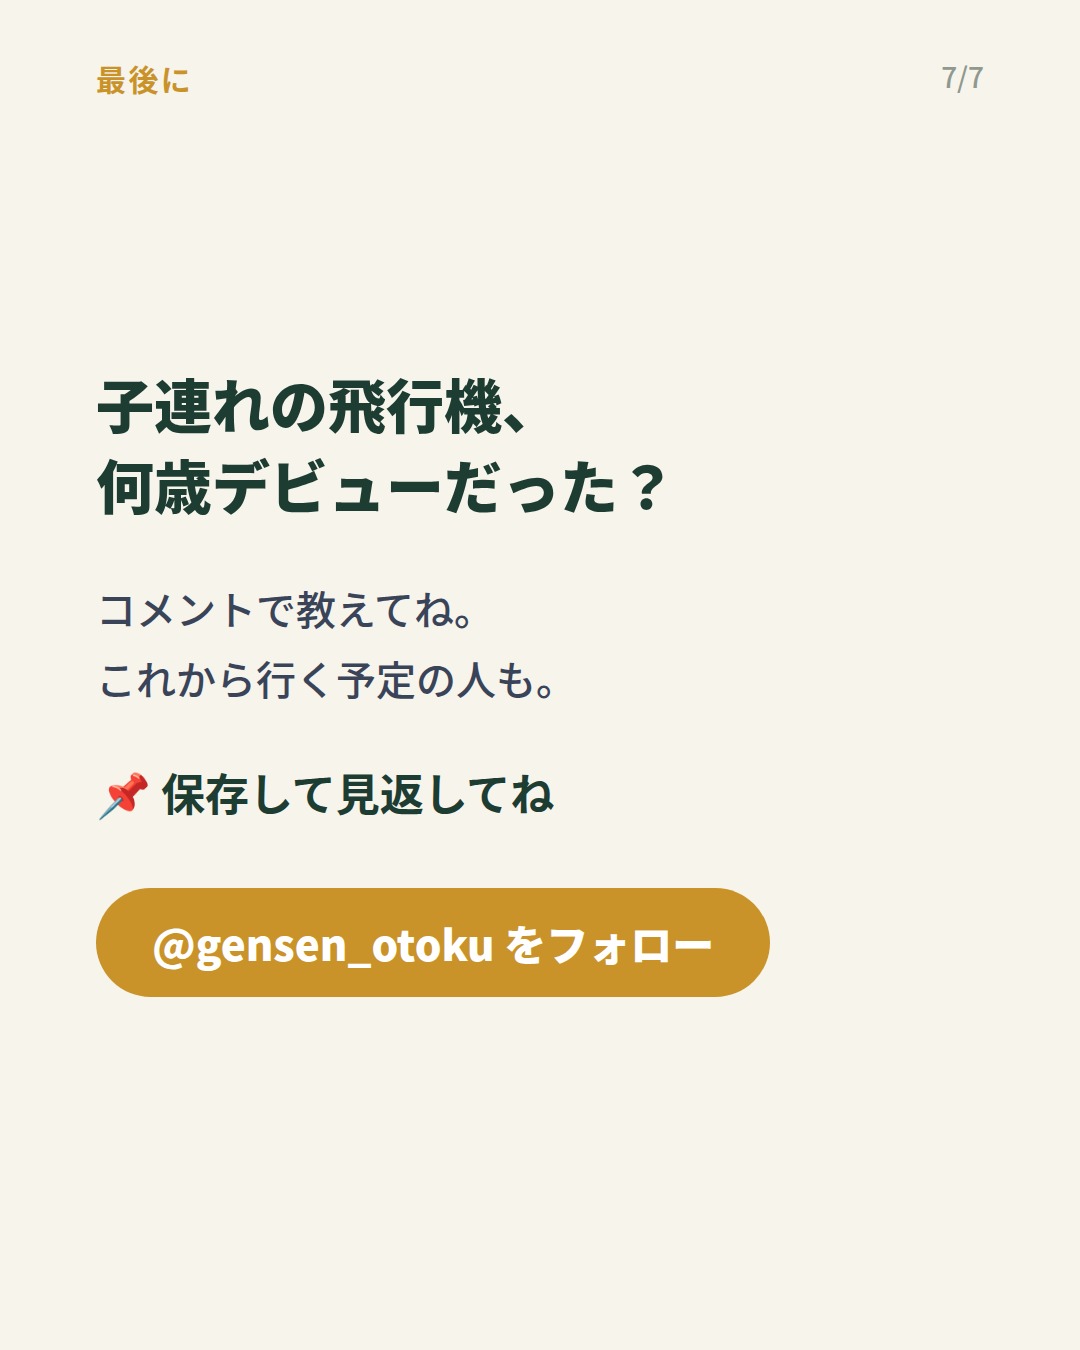 最後に
7/7
子連れの飛行機、
何歳デビューだった？
コメントで教えてね。
これから行く予定の人も。
📌 保存して見返してね
@gensen_otoku をフォロー